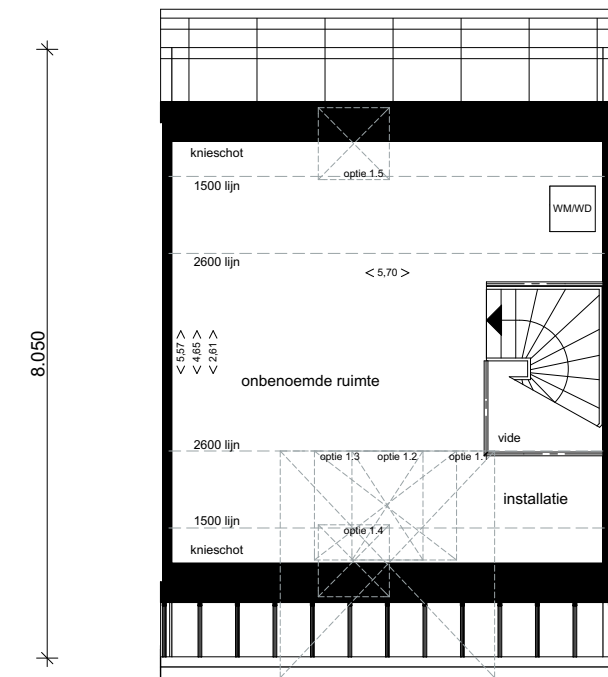 knieschot
optie 1.5
1500 lijn
WM/WD
2600 lijn
< 5,70 >
8.050
< 5,57 >
< 4,65 >
< 2,61 >
onbenoemde ruimte
vide
2600 lijn
optie 1.3
optie 1.2
optie 1.1
installatie
1500 lijn
optie 1.4
knieschot